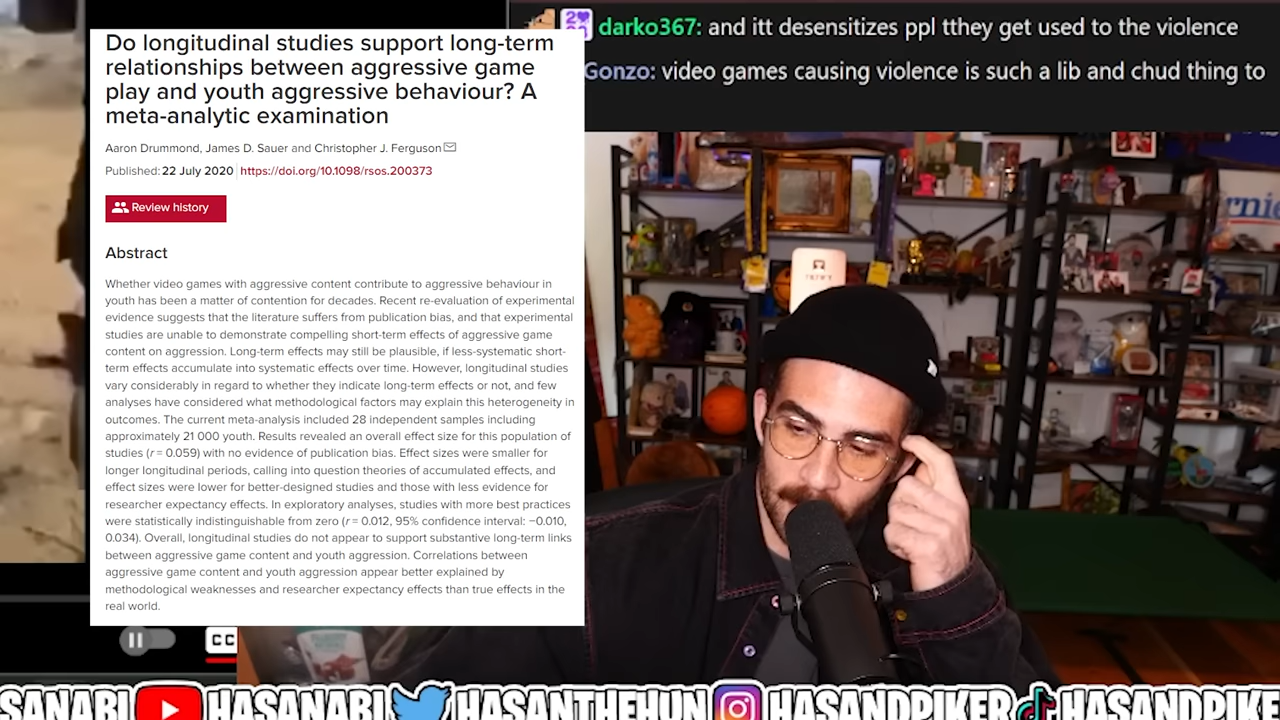 Do longitudinal studies support long-term
relationships between aggressive game
play and youth aggressive behaviour? A
meta-analytic examination
Aaron Drummond, James D. Sauer and Christopher J. Ferguson
Published: 22 July 2020 https://doi.org/10.1098/rsos.200373
Review history
Abstract
Whether video games with aggressive content contribute to aggressive behaviour in
youth has been a matter of contention for decades. Recent re-evaluation of experimental
evidence suggests that the literature suffers from publication bias, and that experimental
studies are unable to demonstrate compelling short-term effects of aggressive game
content on aggression. Long-term effects may still be plausible, if less-systematic short-
term effects accumulate into systematic effects over time. However, longitudinal studies
vary considerably in regard to whether they indicate long-term effects or not, and few
analyses have considered what methodological factors may explain this heterogeneity in
outcomes. The current meta-analysis included 28 independent samples including
approximately 21 000 youth. Results revealed an overall effect size for this population of
studies (r = 0.059) with no evidence of publication bias. Effect sizes were smaller for
longer longitudinal periods, calling into question theories of accumulated effects, and
effect sizes were lower for better-designed studies and those with less evidence for
researcher expectancy effects. In exploratory analyses, studies with more best practices
were statistically indistinguishable from zero (r = 0.012, 95% confidence interval: −0.010,
0.034). Overall, longitudinal studies do not appear to support substantive long-term links
between aggressive game content and youth aggression. Correlations between
aggressive game content and youth aggression appear better explained by
methodological weaknesses and researcher expectancy effects than true effects in the
real world.
darko367: and itt desensitizes ppl tthey get used to the violence
Gonzo: video games causing violence is such a lib and chud thing to
rnie
CC
SANABI HASANABI HASANTHEHUN HASANDPIKER HASANDPIKE